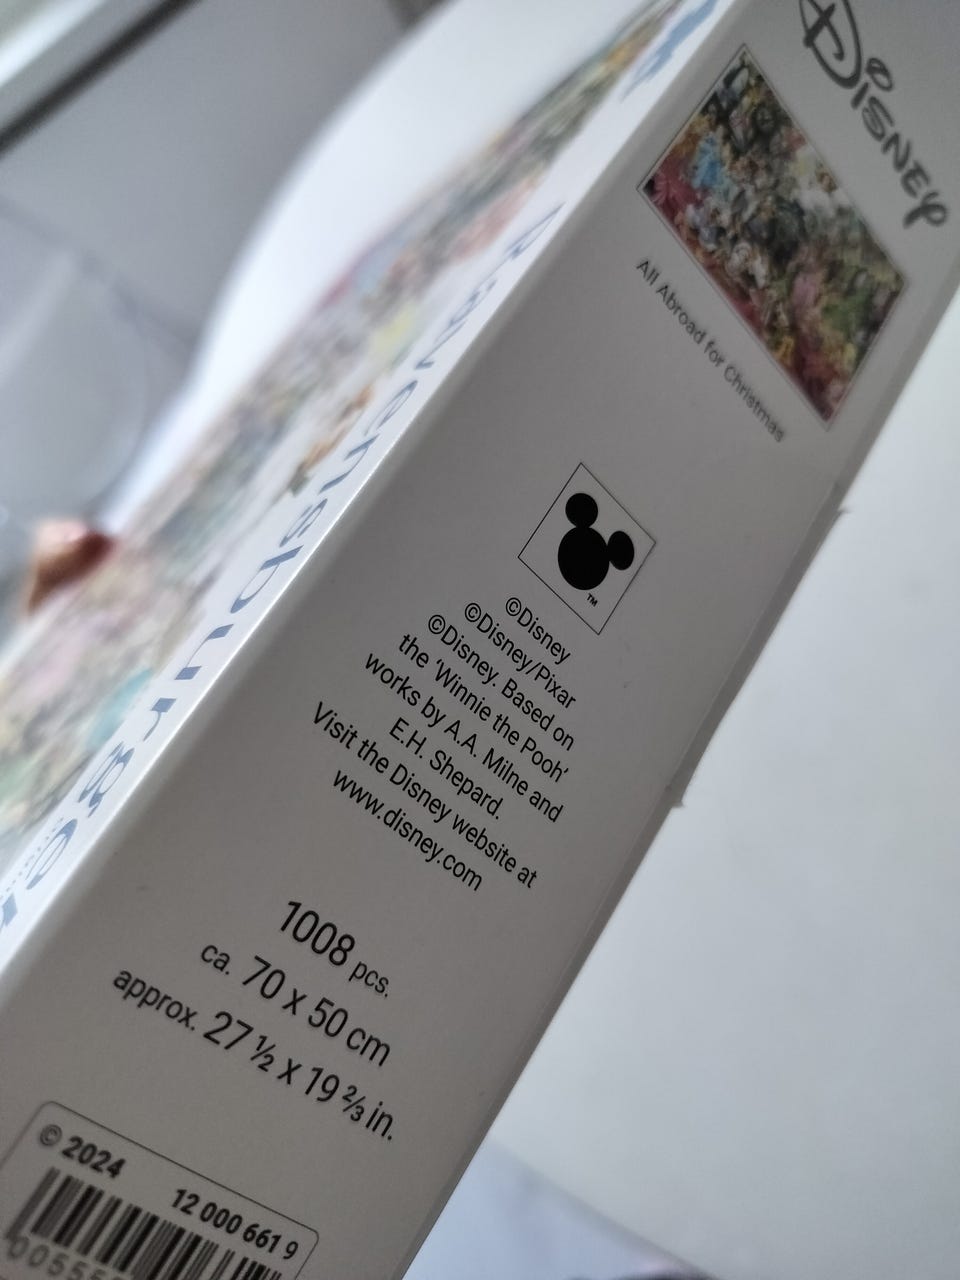 Disney
All Abroad for Christmas
TM
©Disney
©Disney/Pixar
©Disney. Based on
the ‘Winnie the Pooh’
works by A.A. Milne and
E.H. Shepard.
Visit the Disney website at
www.disney.com
1008 pcs.
ca. 70 x 50 cm
approx. 27 ½ x 19 ⅔ in.
© 2024
12 000 661 9
Ravensburger